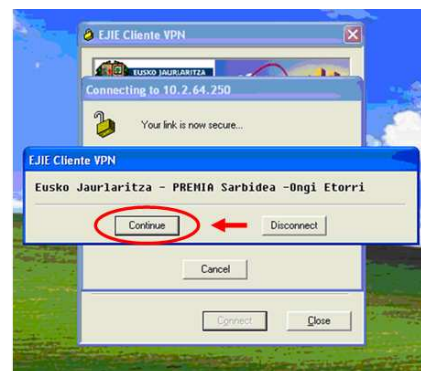 EJIE Cliente VPN
EUSKO JAURLARITZA
Connecting to 10.2.64.250
Your link is now secure...
EJIE Cliente VPN
Eusko Jaurlaritza - PREMIA Sarbidea -Ongi Etorri
Continue
Disconnect
Cancel
Connect
Close